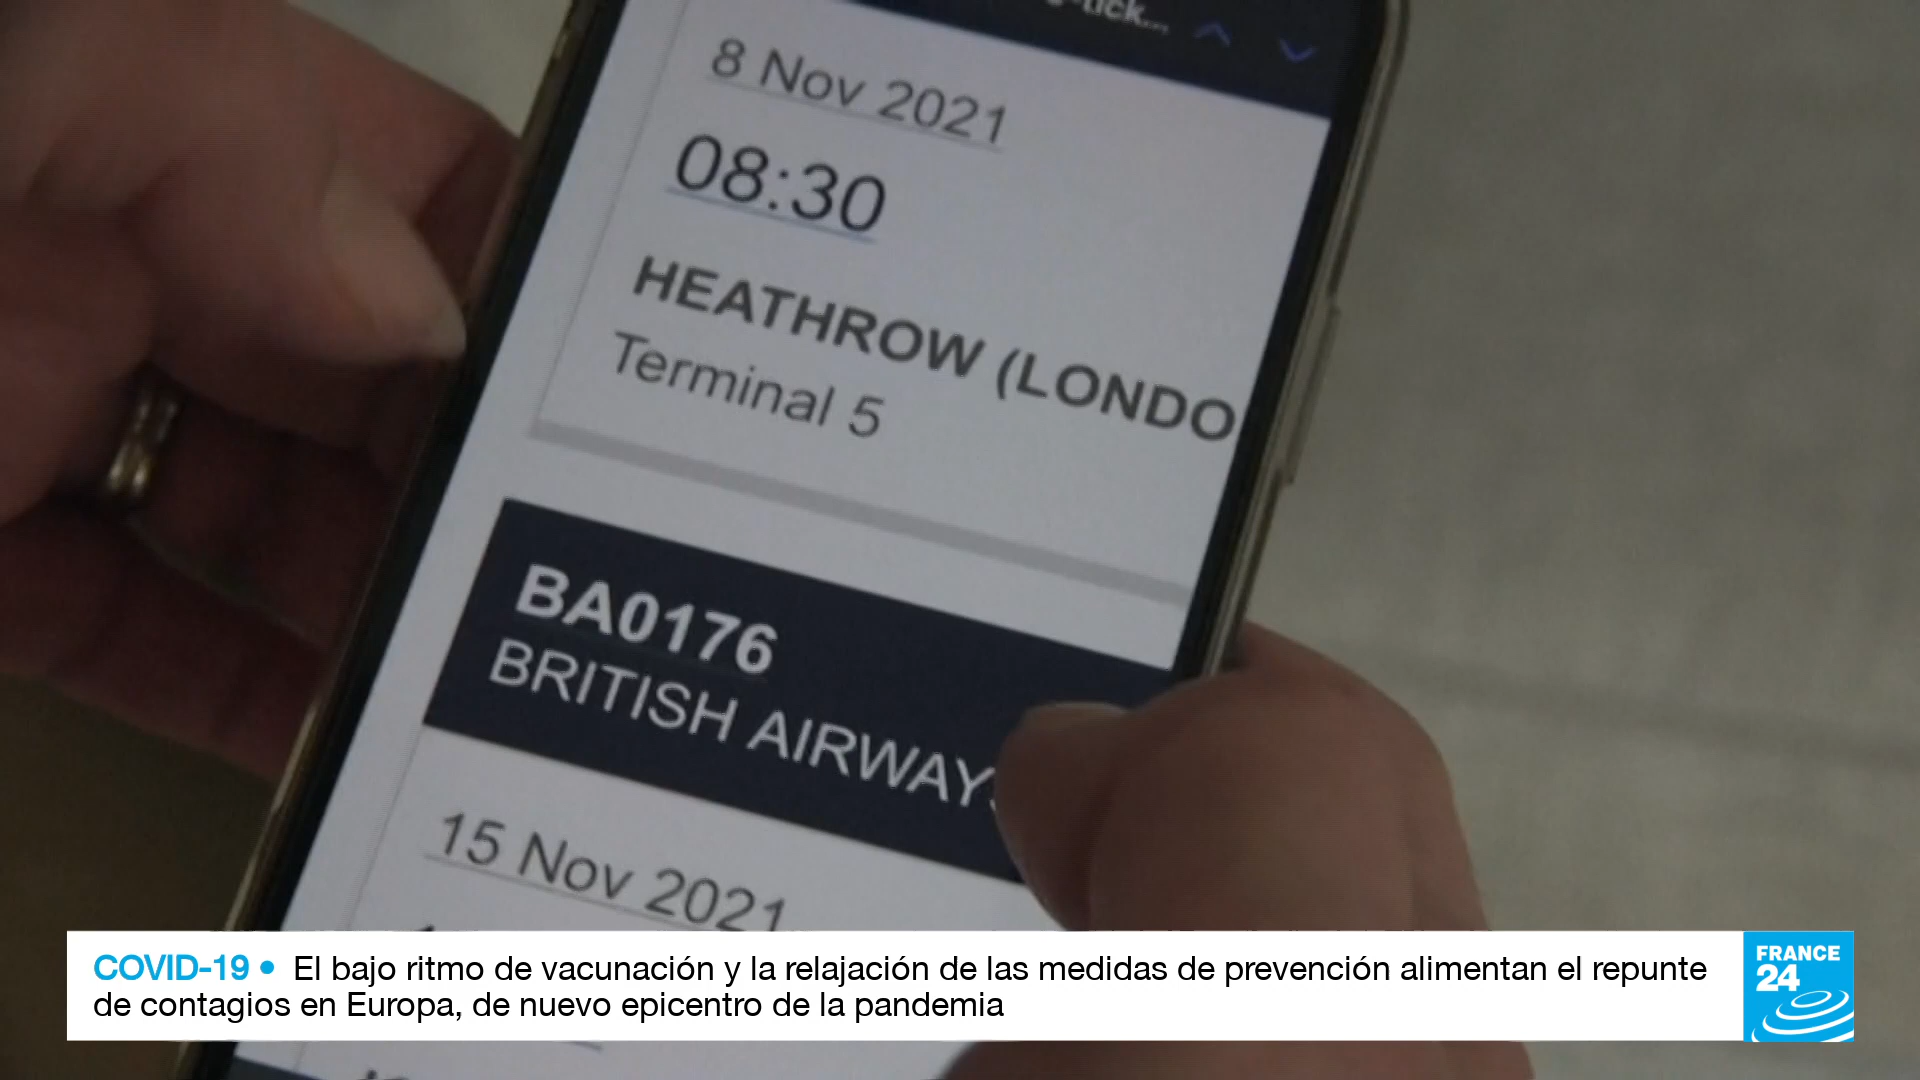 8 Nov 2021
08:30
HEATHROW (LONDO
Terminal 5
BA0176
BRITISH AIRWAYS
15 Nov 2021
COVID-19 • El bajo ritmo de vacunación y la relajación de las medidas de prevención alimentan el repunte
de contagios en Europa, de nuevo epicentro de la pandemia
FRANCE
24